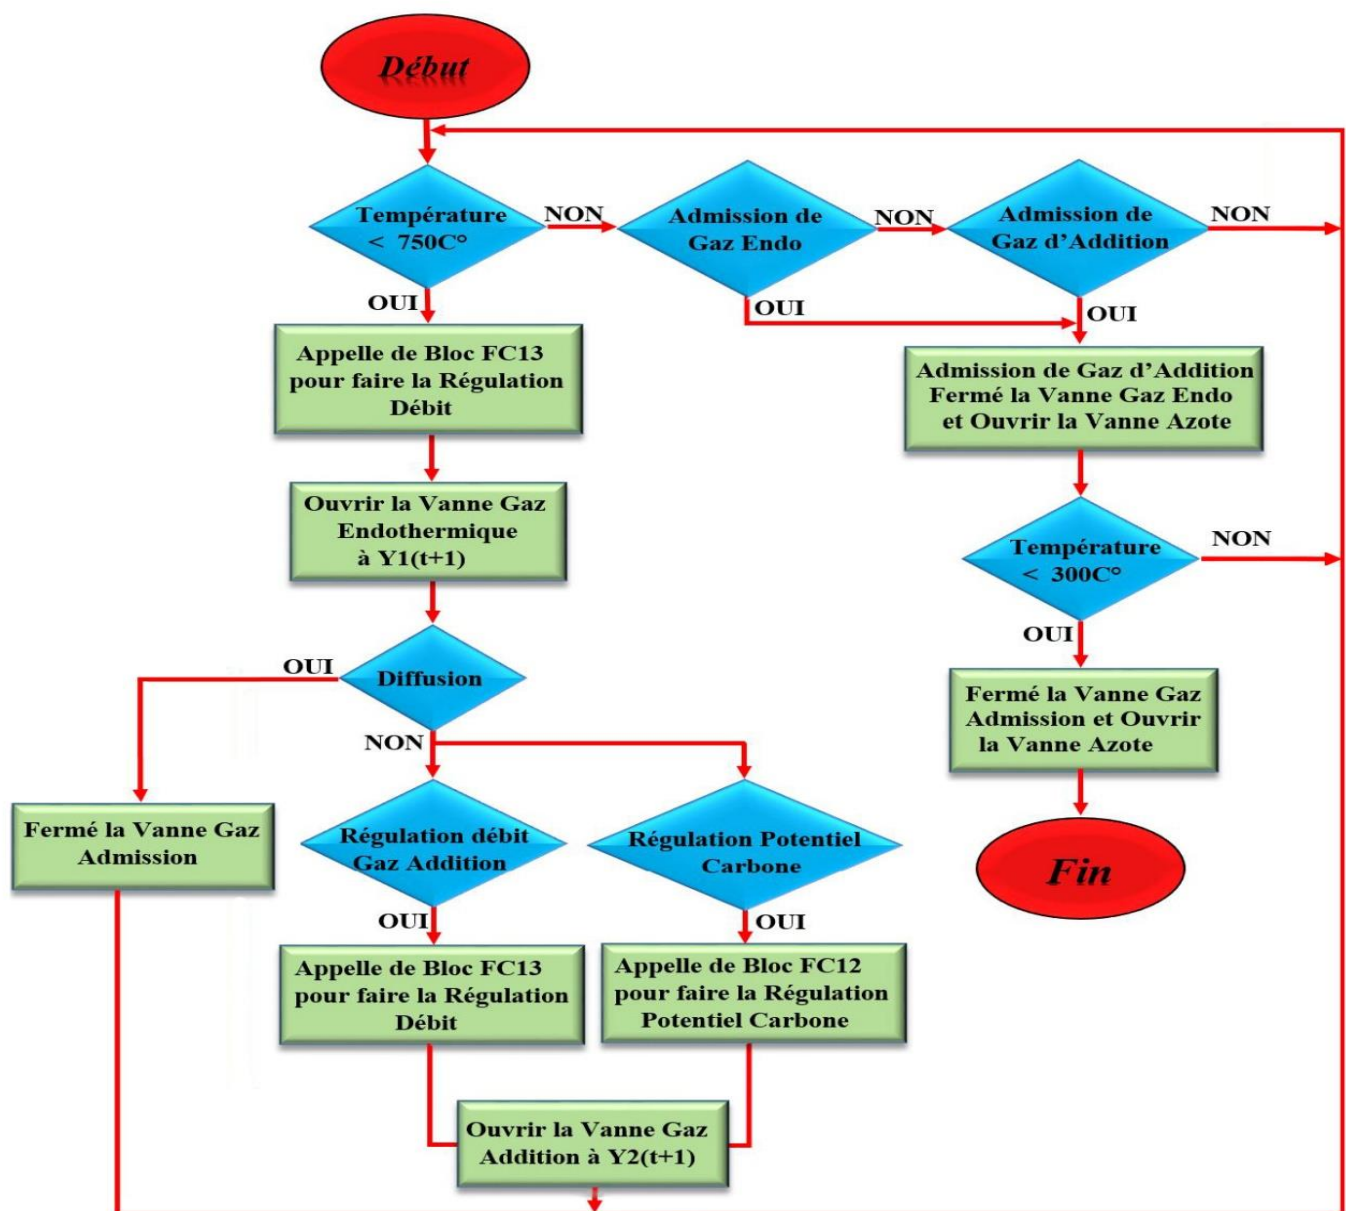 Début
Température
< 750C°
NON
Admission de
Gaz Endo
NON
Admission de
Gaz d'Addition
NON
OUI
OUI
OUI
Appelle de Bloc FC13
pour faire la Régulation
Débit
Admission de Gaz d'Addition
Fermé la Vanne Gaz Endo
et Ouvrir la Vanne Azote
Ouvrir la Vanne Gaz
Endothermique
à Y1(t+1)
Température
< 300C°
NON
OUI
Diffusion
OUI
NON
Fermé la Vanne Gaz
Admission et Ouvrir
la Vanne Azote
Fermé la Vanne Gaz
Admission
Régulation débit
Gaz Addition
Régulation Potentiel
Carbone
Fin
OUI
OUI
Appelle de Bloc FC13
pour faire la Régulation
Débit
Appelle de Bloc FC12
pour faire la Régulation
Potentiel Carbone
Ouvrir la Vanne Gaz
Addition à Y2(t+1)